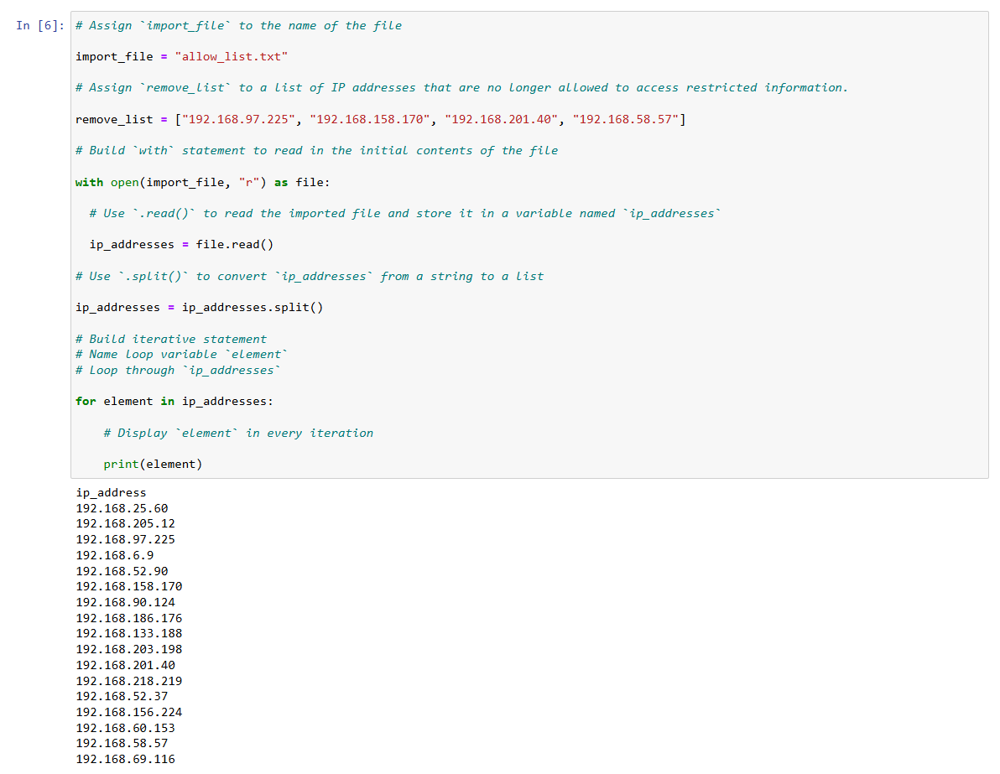 In [6]: # Assign `import_file` to the name of the file
import_file = "allow_list.txt"
# Assign `remove_list` to a list of IP addresses that are no longer allowed to access restricted information.
remove_list = ["192.168.97.225", "192.168.158.170", "192.168.201.40", "192.168.58.57"]
# Build `with` statement to read in the initial contents of the file
with open(import_file, "r") as file:
  # Use `.read()` to read the imported file and store it in a variable named `ip_addresses`
  ip_addresses = file.read()
# Use `.split()` to convert `ip_addresses` from a string to a list
ip_addresses = ip_addresses.split()
# Build iterative statement
# Name loop variable `element`
# Loop through `ip_addresses`
for element in ip_addresses:
    # Display `element` in every iteration
    print(element)
ip_address
192.168.25.60
192.168.205.12
192.168.97.225
192.168.6.9
192.168.52.90
192.168.158.170
192.168.90.124
192.168.186.176
192.168.133.188
192.168.203.198
192.168.201.40
192.168.218.219
192.168.52.37
192.168.156.224
192.168.60.153
192.168.58.57
192.168.69.116